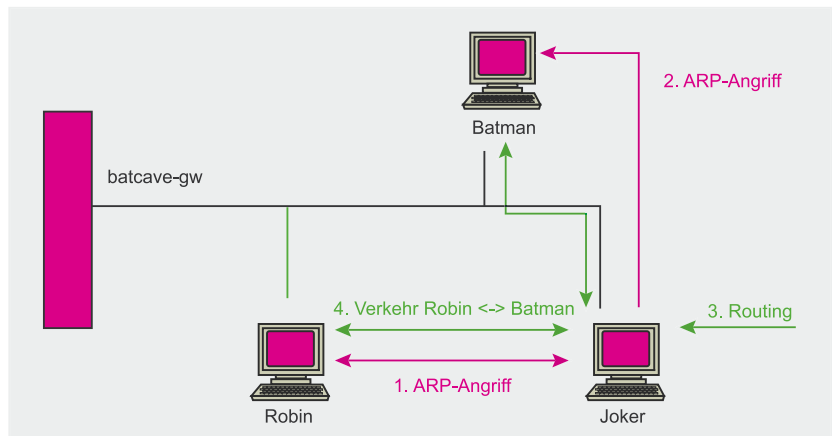 2. ARP-Angriff
Batman
batcave-gw
4. Verkehr Robin <-> Batman
3. Routing
1. ARP-Angriff
Robin
Joker